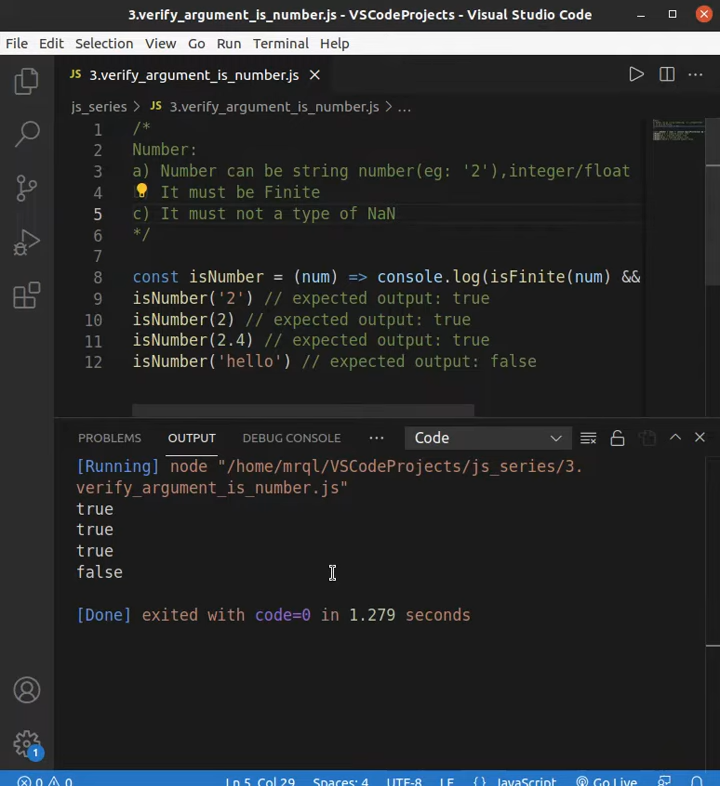 3.verify_argument_is_number.js - VSCodeProjects - Visual Studio Code
File Edit Selection View Go Run Terminal Help
JS 3.verify_argument_is_number.js
js_series > JS 3.verify_argument_is_number.js > ...
1 /*
2 Number:
3 a) Number can be string number(eg: '2'),integer/float
4 It must be Finite
5 c) It must not a type of NaN
6 */
7
8 const isNumber = (num) => console.log(isFinite(num) &&
9 isNumber('2') // expected output: true
10 isNumber(2) // expected output: true
11 isNumber(2.4) // expected output: true
12 isNumber('hello') // expected output: false
PROBLEMS OUTPUT DEBUG CONSOLE ... Code
[Running] node "/home/mrql/VSCodeProjects/js_series/3.
verify_argument_is_number.js"
true
true
true
false
[Done] exited with code=0 in 1.279 seconds
1
0 0 Ln 5, Col 29 Spaces: 4 UTF-8 LF {} JavaScript Go Live